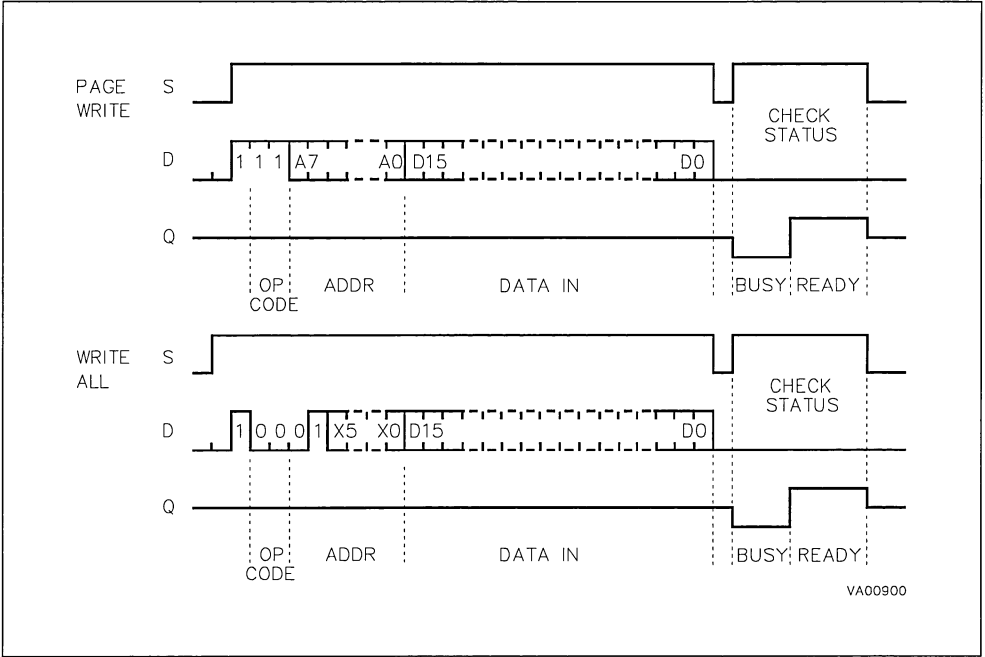 PAGE WRITE S
CHECK STATUS
D 1 1 1 A7 A0 D15 D0
Q
OP CODE ADDR DATA IN BUSY READY
WRITE ALL S
CHECK STATUS
D 1 0 0 0 1 X5 X0 D15 D0
Q
OP CODE ADDR DATA IN BUSY READY
VA00900